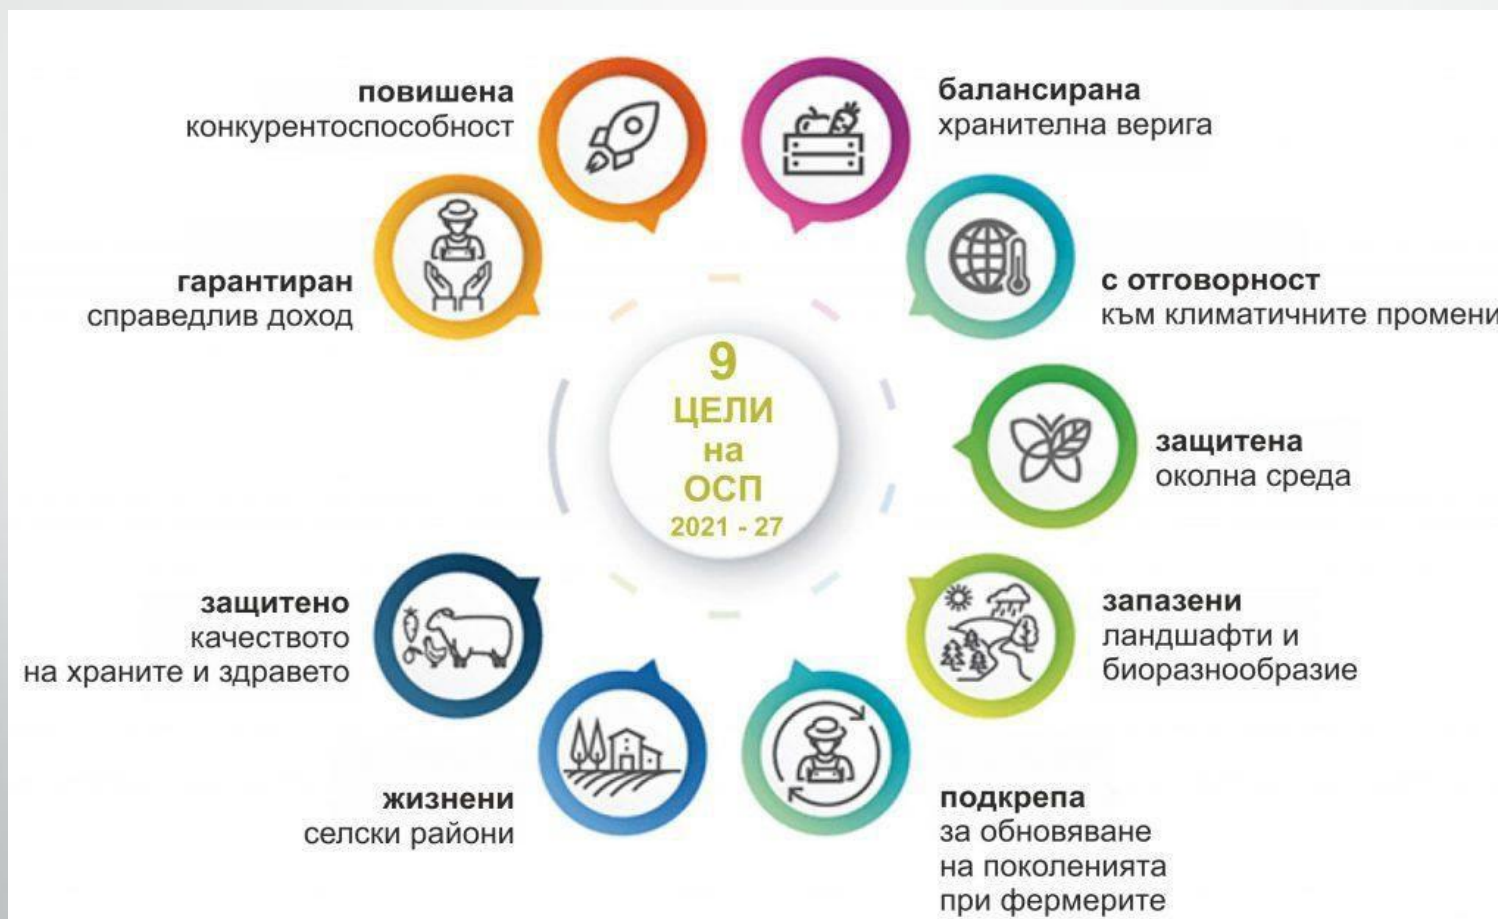 повишена
конкурентоспособност
балансирана
хранителна верига
гарантиран
справедлив доход
с отговорност
към климатичните промени
9
ЦЕЛИ
на
ОСП
2021 - 27
защитена
околна среда
защитено
качеството
на храните и здравето
запазени
ландшафти и
биоразнообразие
жизнени
селски райони
подкрепа
за обновяване
на поколенията
при фермерите